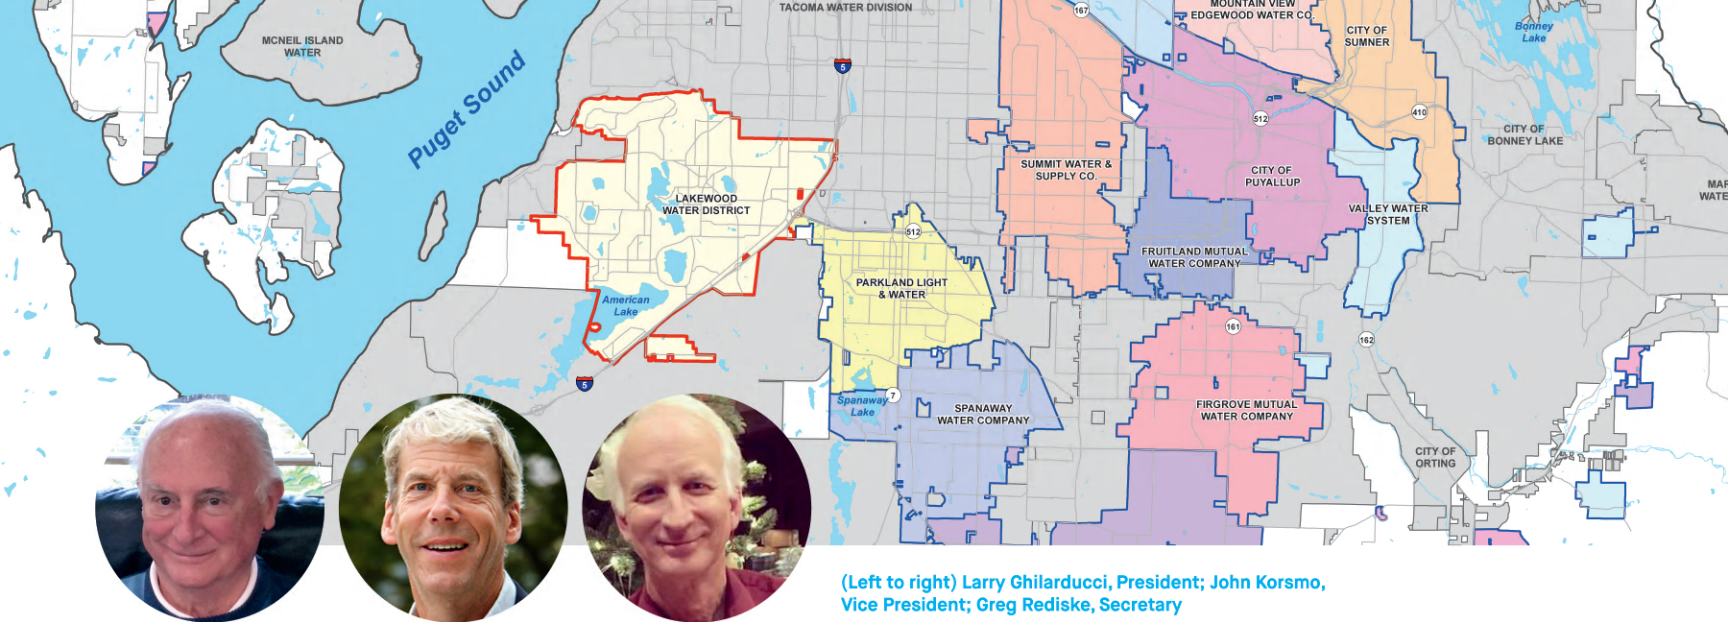 TACOMA WATER DIVISION
167
MOUNTAIN VIEW
EDGEWOOD WATER CO.
CITY OF
SUMNER
Bonney
Lake
MCNEIL ISLAND
WATER
5
Puget Sound
410
512
CITY OF
BONNEY LAKE
SUMMIT WATER &
SUPPLY CO.
CITY OF
PUYALLUP
MAR
WATE
LAKEWOOD
WATER DISTRICT
VALLEY WATER
SYSTEM
512
FRUITLAND MUTUAL
WATER COMPANY
PARKLAND LIGHT
& WATER
American
Lake
161
162
5
7
Spanaway
Lake
SPANAWAY
WATER COMPANY
FIRGROVE MUTUAL
WATER COMPANY
CITY OF
ORTING
(Left to right) Larry Ghilarducci, President; John Korsmo,
Vice President; Greg Rediske, Secretary